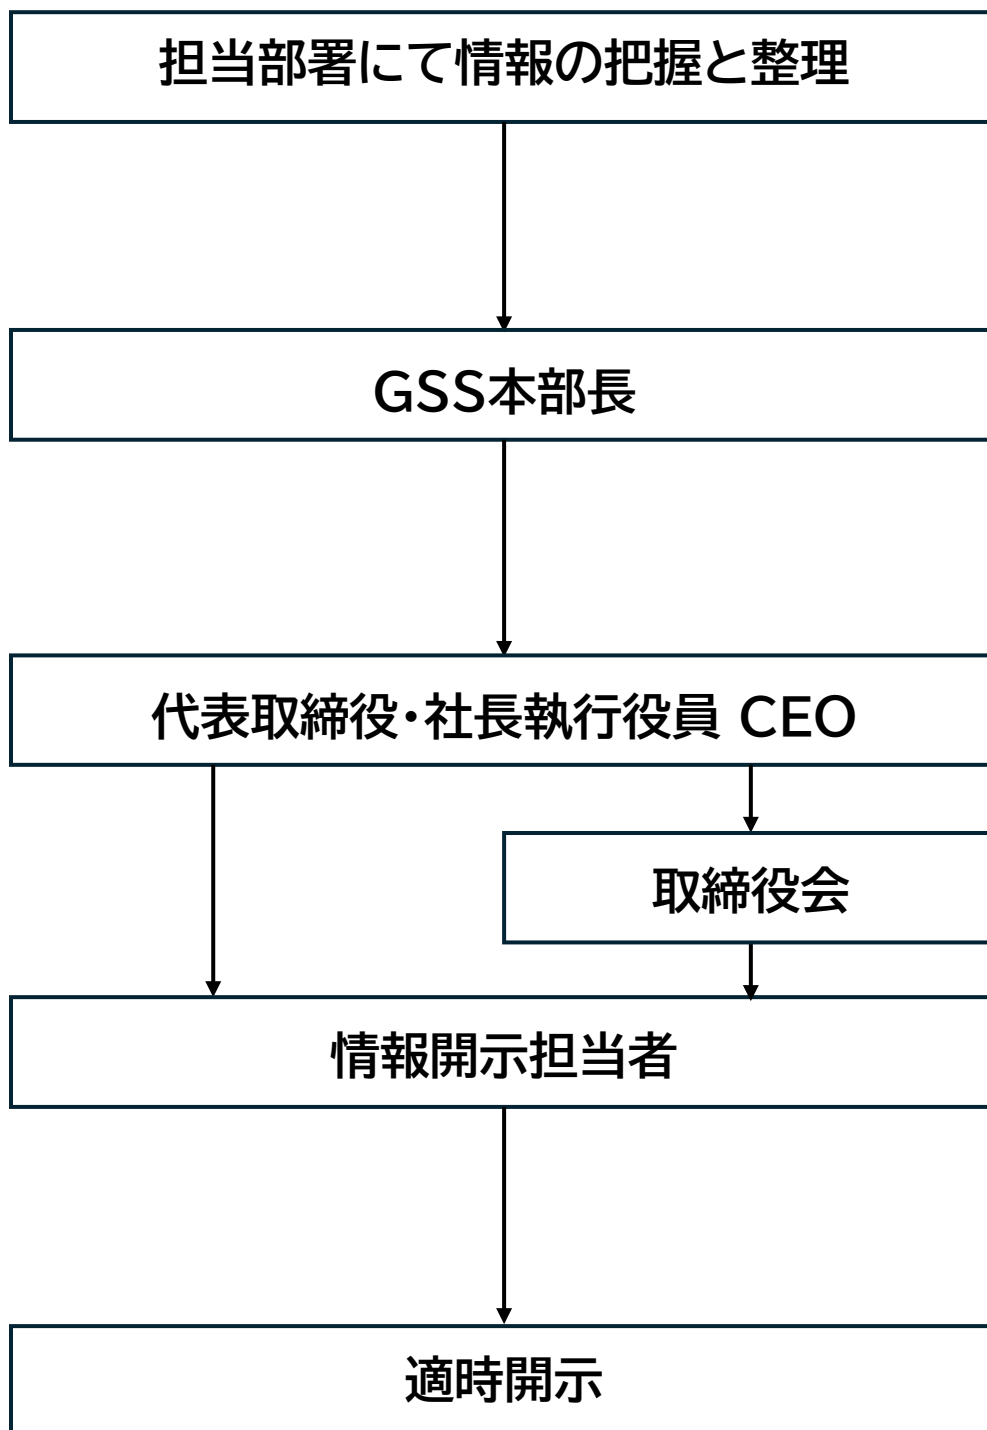 担当部署にて情報の把握と整理
GSS本部長
代表取締役・社長執行役員 CEO
取締役会
情報開示担当者
適時開示